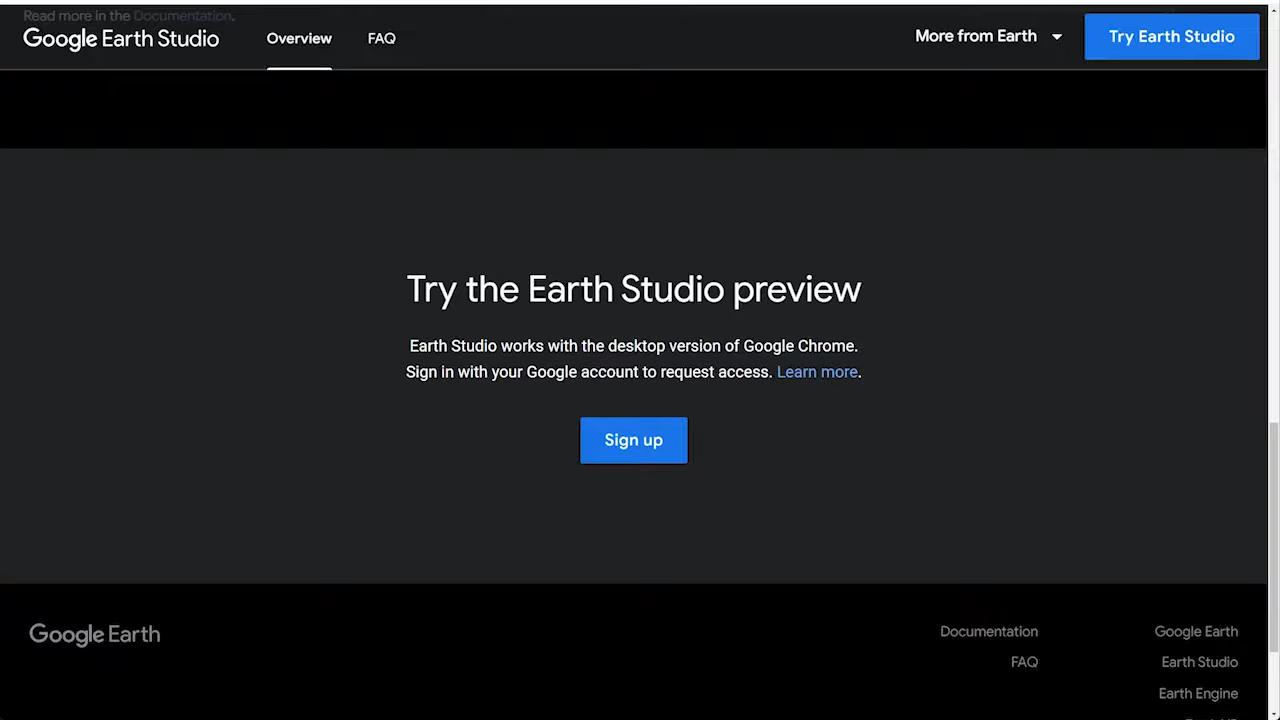 Read more in the Documentation.
Google Earth Studio
Overview
FAQ
More from Earth
Try Earth Studio
Try the Earth Studio preview
Earth Studio works with the desktop version of Google Chrome.
Sign in with your Google account to request access. Learn more.
Sign up
Google Earth
Documentation
FAQ
Google Earth
Earth Studio
Earth Engine